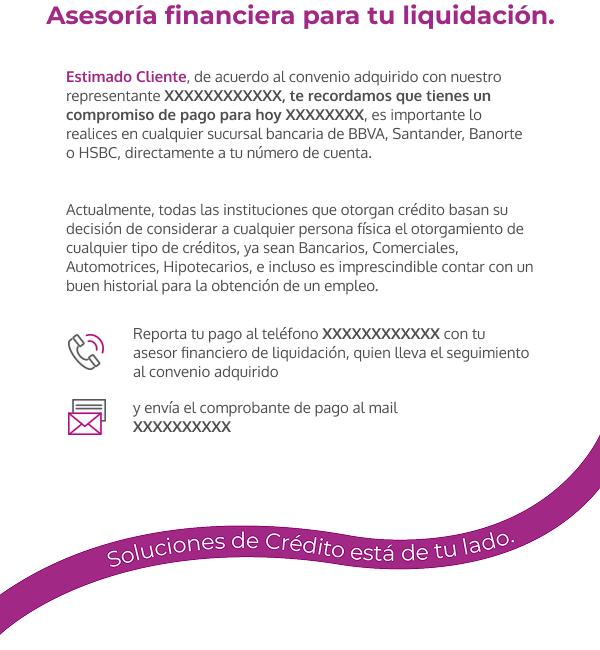 Asesoría financiera para tu liquidación.
Estimado Cliente, de acuerdo al convenio adquirido con nuestro
representante XXXXXXXXXXXX, te recordamos que tienes un
compromiso de pago para hoy XXXXXXXX, es importante lo
realices en cualquier sucursal bancaria de BBVA, Santander, Banorte
o HSBC, directamente a tu número de cuenta.
Actualmente, todas las instituciones que otorgan crédito basan su
decisión de considerar a cualquier persona física el otorgamiento de
cualquier tipo de créditos, ya sean Bancarios, Comerciales,
Automotrices, Hipotecarios, e incluso es imprescindible contar con un
buen historial para la obtención de un empleo.
Reporta tu pago al teléfono XXXXXXXXXXXX con tu
asesor financiero de liquidación, quien lleva el seguimiento
al convenio adquirido
y envía el comprobante de pago al mail
XXXXXXXXXX
Soluciones de Crédito está de tu lado.